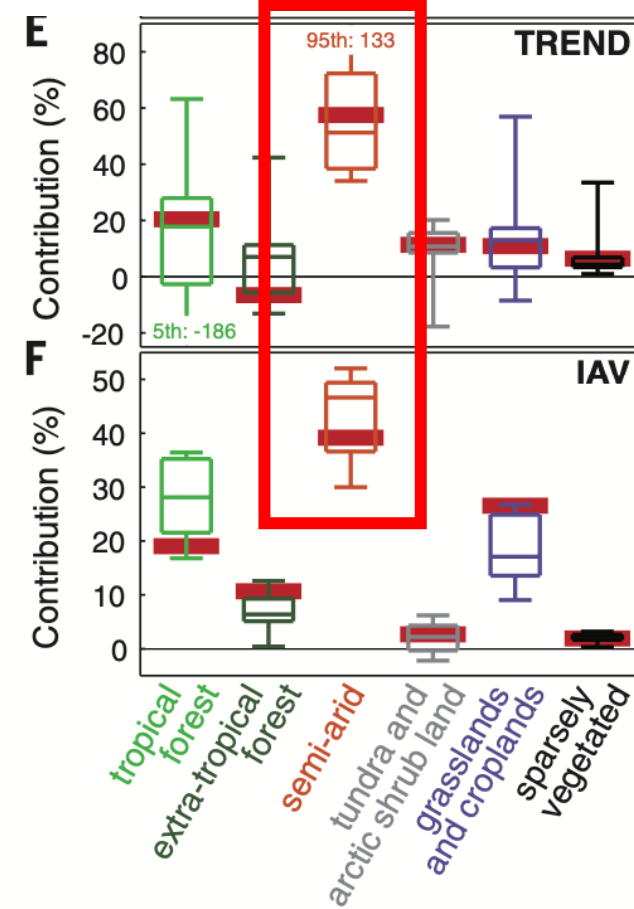 E
TREND
95th: 133
Contribution (%)
80
60
40
20
0
-20
5th: -186
F
IAV
Contribution (%)
50
40
30
20
10
0
tropical
forest
extra-tropical
forest
semi-arid
tundra and
arctic shrub land
grasslands
and croplands
sparsely
vegetated